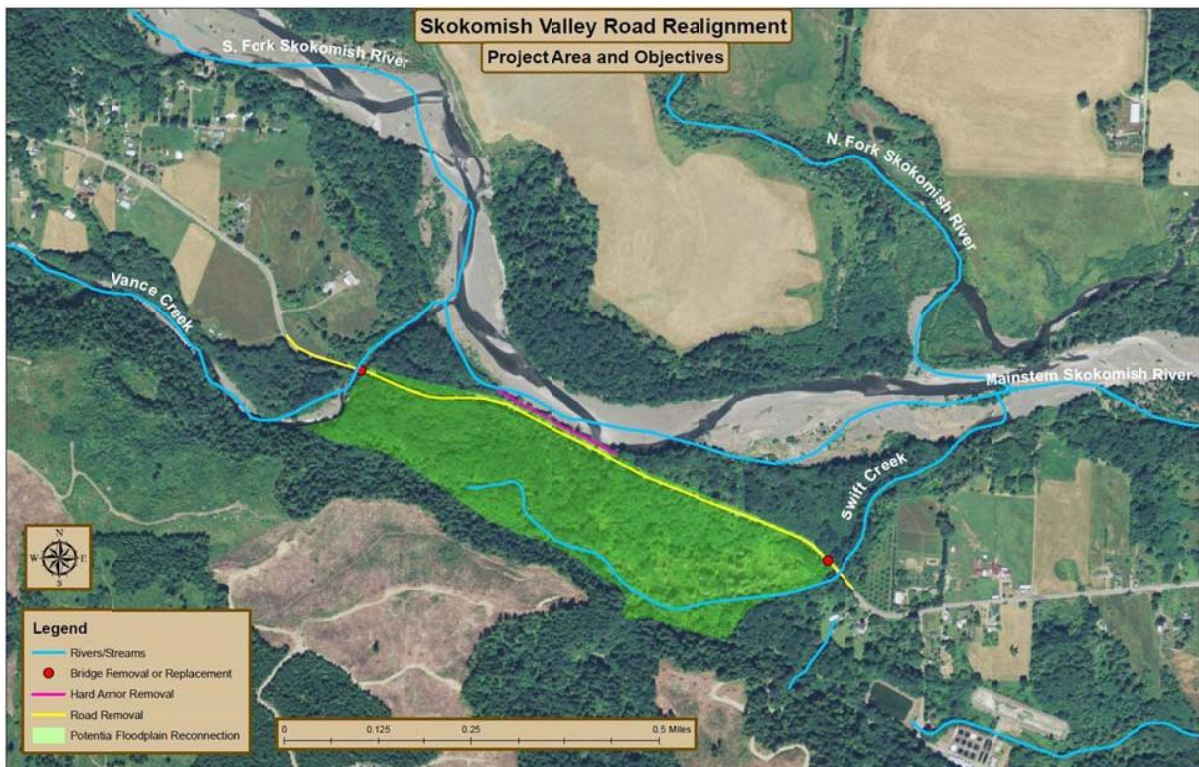 Skokomish Valley Road Realignment
Project Area and Objectives
S. Fork Skokomish River
N. Fork Skokomish River
Vance Creek
Mainstem Skokomish River
Swift Creek
N
W E
S
Legend
Rivers/Streams
Bridge Removal or Replacement
Hard Armor Removal
Road Removal
Potential Floodplain Reconnection
0 0.125 0.25 0.5 Miles